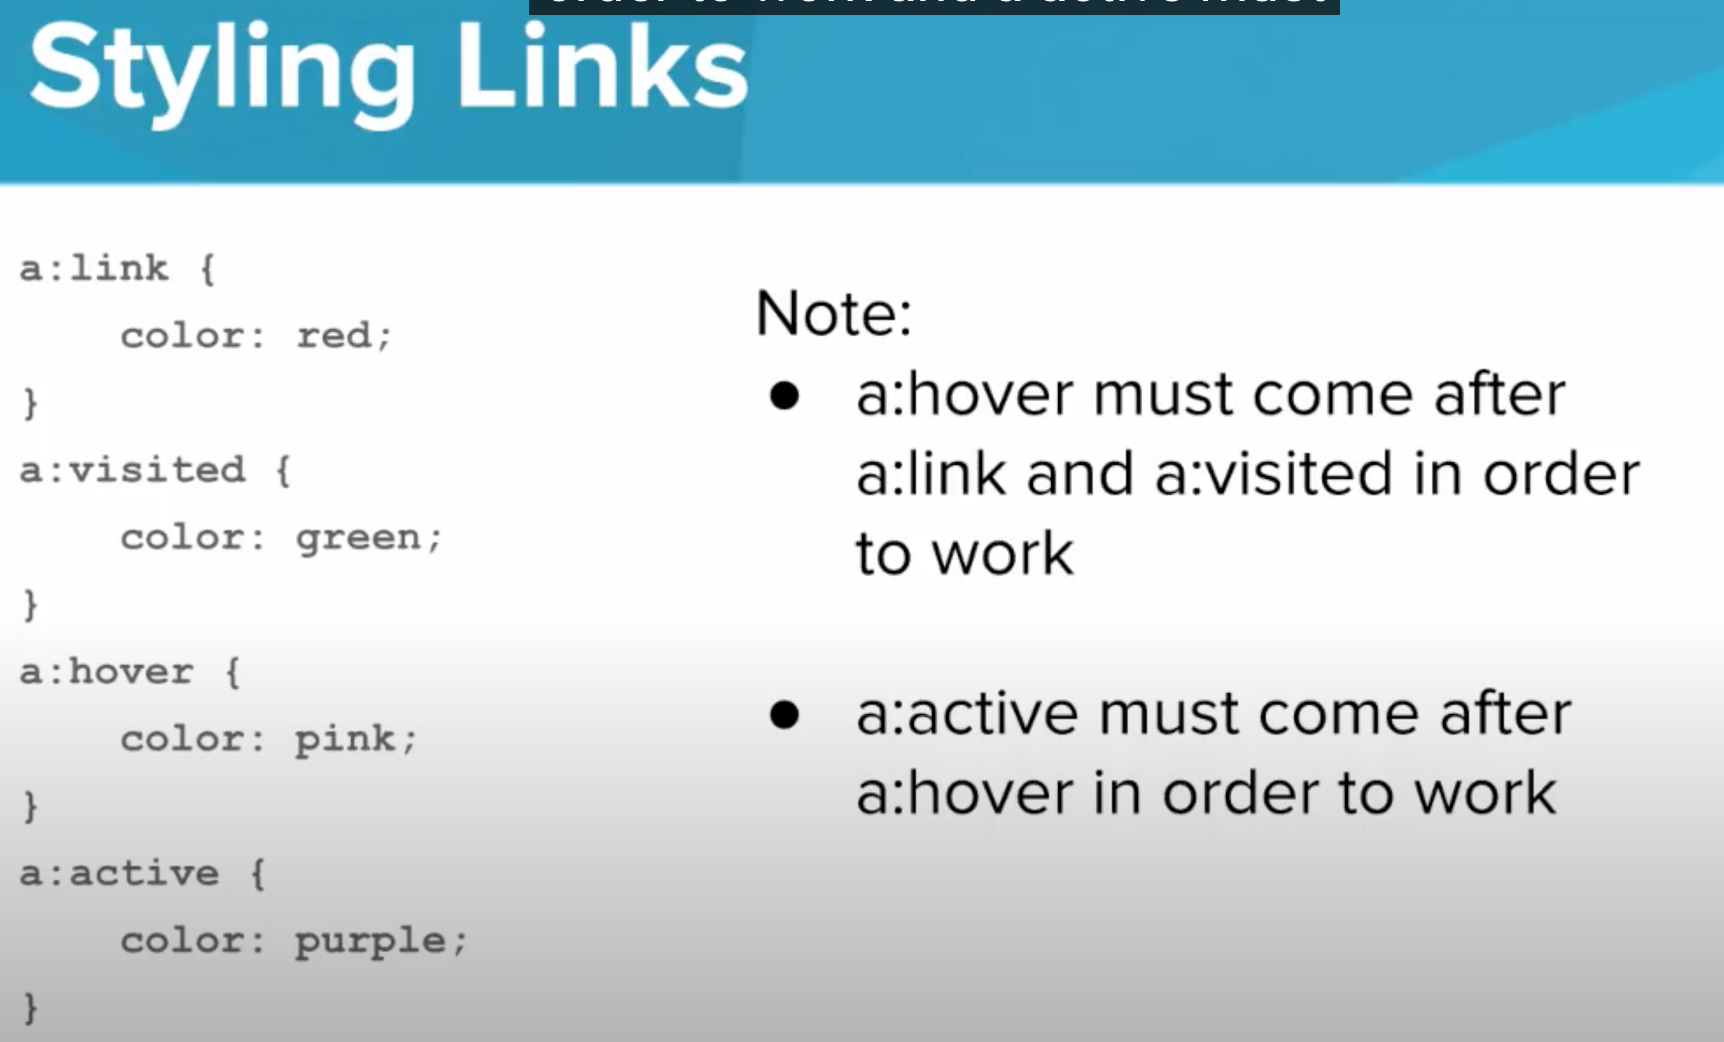 Styling Links
a:link {
color: red;
}
a:visited {
color: green;
}
a:hover {
color: pink;
}
a:active {
color: purple;
}
Note:
● a:hover must come after
a:link and a:visited in order
to work
● a:active must come after
a:hover in order to work